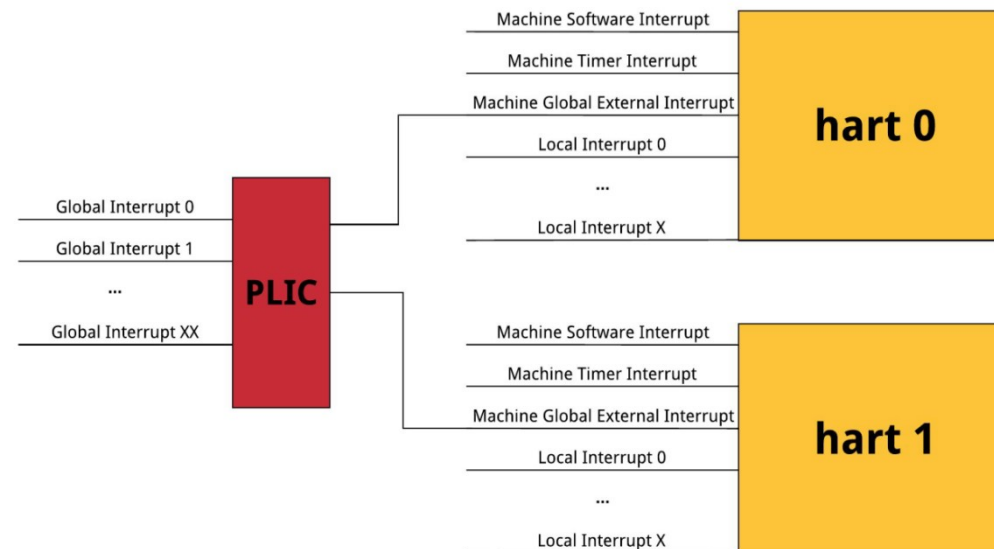 Machine Software Interrupt
Machine Timer Interrupt
Machine Global External Interrupt
Local Interrupt 0
...
Local Interrupt X
hart 0
Global Interrupt 0
Global Interrupt 1
...
Global Interrupt XX
PLIC
Machine Software Interrupt
Machine Timer Interrupt
Machine Global External Interrupt
Local Interrupt 0
...
Local Interrupt X
hart 1